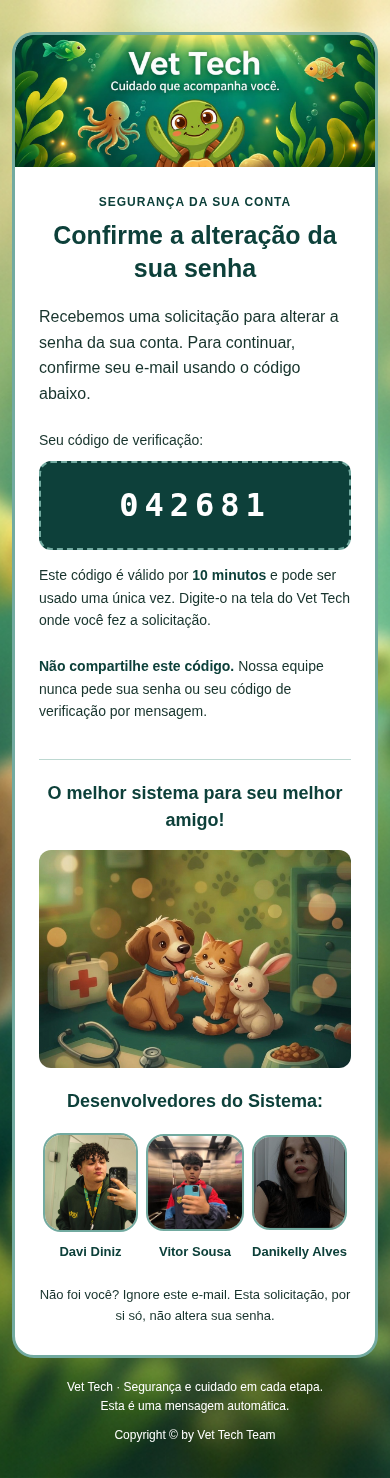 Vet Tech
Cuidado que acompanha você.
SEGURANÇA DA SUA CONTA
Confirme a alteração da
sua senha
Recebemos uma solicitação para alterar a
senha da sua conta. Para continuar,
confirme seu e-mail usando o código
abaixo.
Seu código de verificação:
042681
Este código é válido por 10 minutos e pode ser
usado uma única vez. Digite-o na tela do Vet Tech
onde você fez a solicitação.
Não compartilhe este código. Nossa equipe
nunca pede sua senha ou seu código de
verificação por mensagem.
O melhor sistema para seu melhor
amigo!
Desenvolvedores do Sistema:
Davi Diniz
Vitor Sousa
Danikelly Alves
Não foi você? Ignore este e-mail. Esta solicitação, por
si só, não altera sua senha.
Vet Tech · Segurança e cuidado em cada etapa.
Esta é uma mensagem automática.
Copyright © by Vet Tech Team